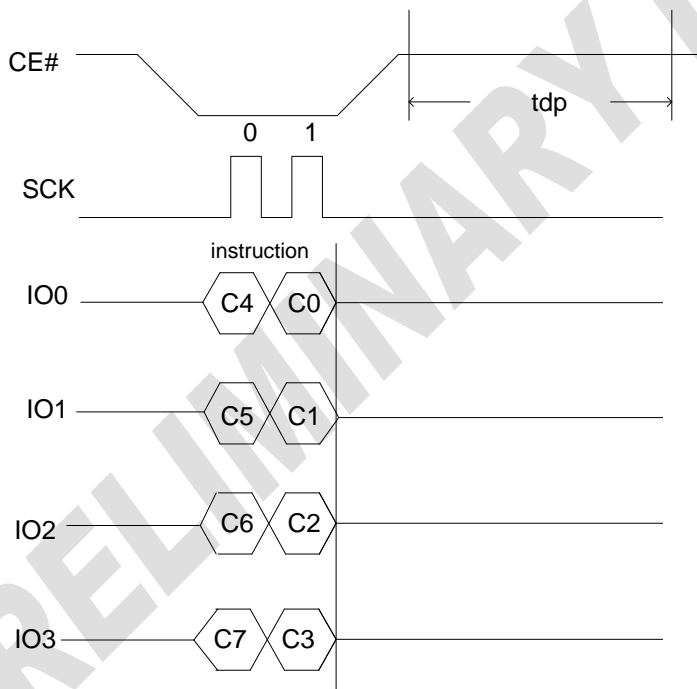 CE#
tdp
0 1
SCK
instruction
IO0 C4 C0
IO1 C5 C1
IO2 C6 C2
IO3 C7 C3
PRELIMINARY